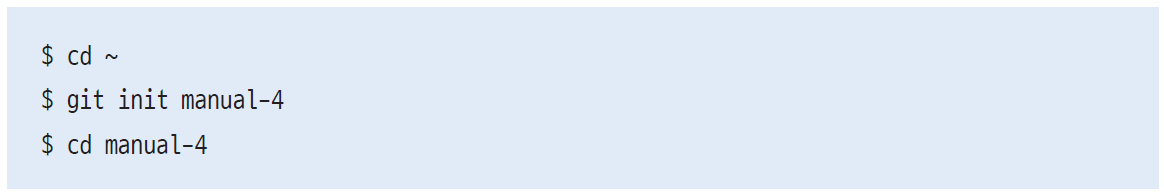 $ cd ~
$ git init manual-4
$ cd manual-4